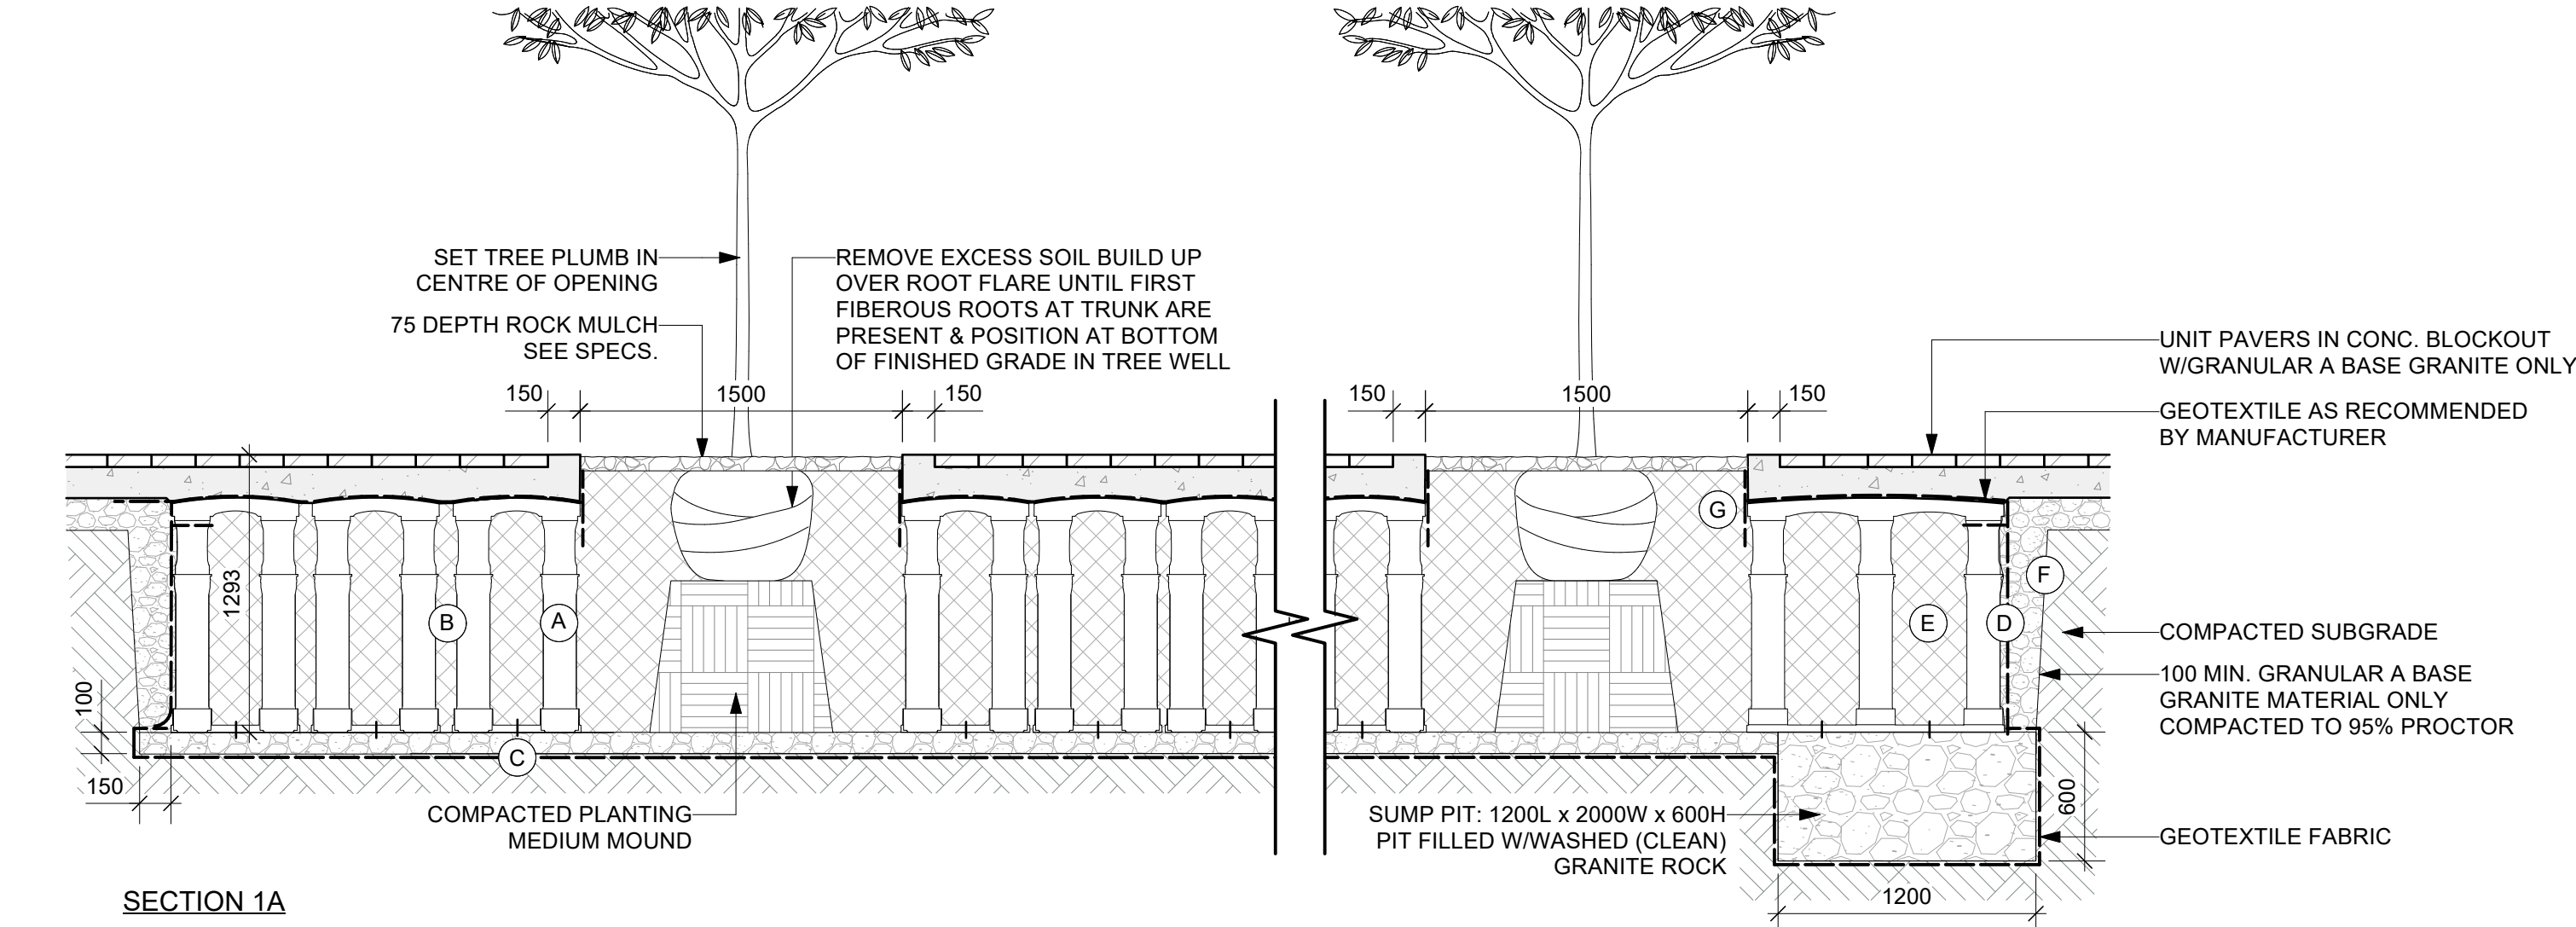 SET TREE PLUMB IN
CENTRE OF OPENING
75 DEPTH ROCK MULCH
SEE SPECS.
REMOVE EXCESS SOIL BUILD UP
OVER ROOT FLARE UNTIL FIRST
FIBEROUS ROOTS AT TRUNK ARE
PRESENT & POSITION AT BOTTOM
OF FINISHED GRADE IN TREE WELL
150
1500
150
150
1500
150
UNIT PAVERS IN CONC. BLOCKOUT
W/GRANULAR A BASE GRANITE ONLY
GEOTEXTILE AS RECOMMENDED
BY MANUFACTURER
G
F
1293
B
A
E
D
COMPACTED SUBGRADE
100 MIN. GRANULAR A BASE
GRANITE MATERIAL ONLY
COMPACTED TO 95% PROCTOR
100
C
150
600
COMPACTED PLANTING
MEDIUM MOUND
SUMP PIT: 1200L x 2000W x 600H
PIT FILLED W/WASHED (CLEAN)
GRANITE ROCK
GEOTEXTILE FABRIC
1200
SECTION 1A